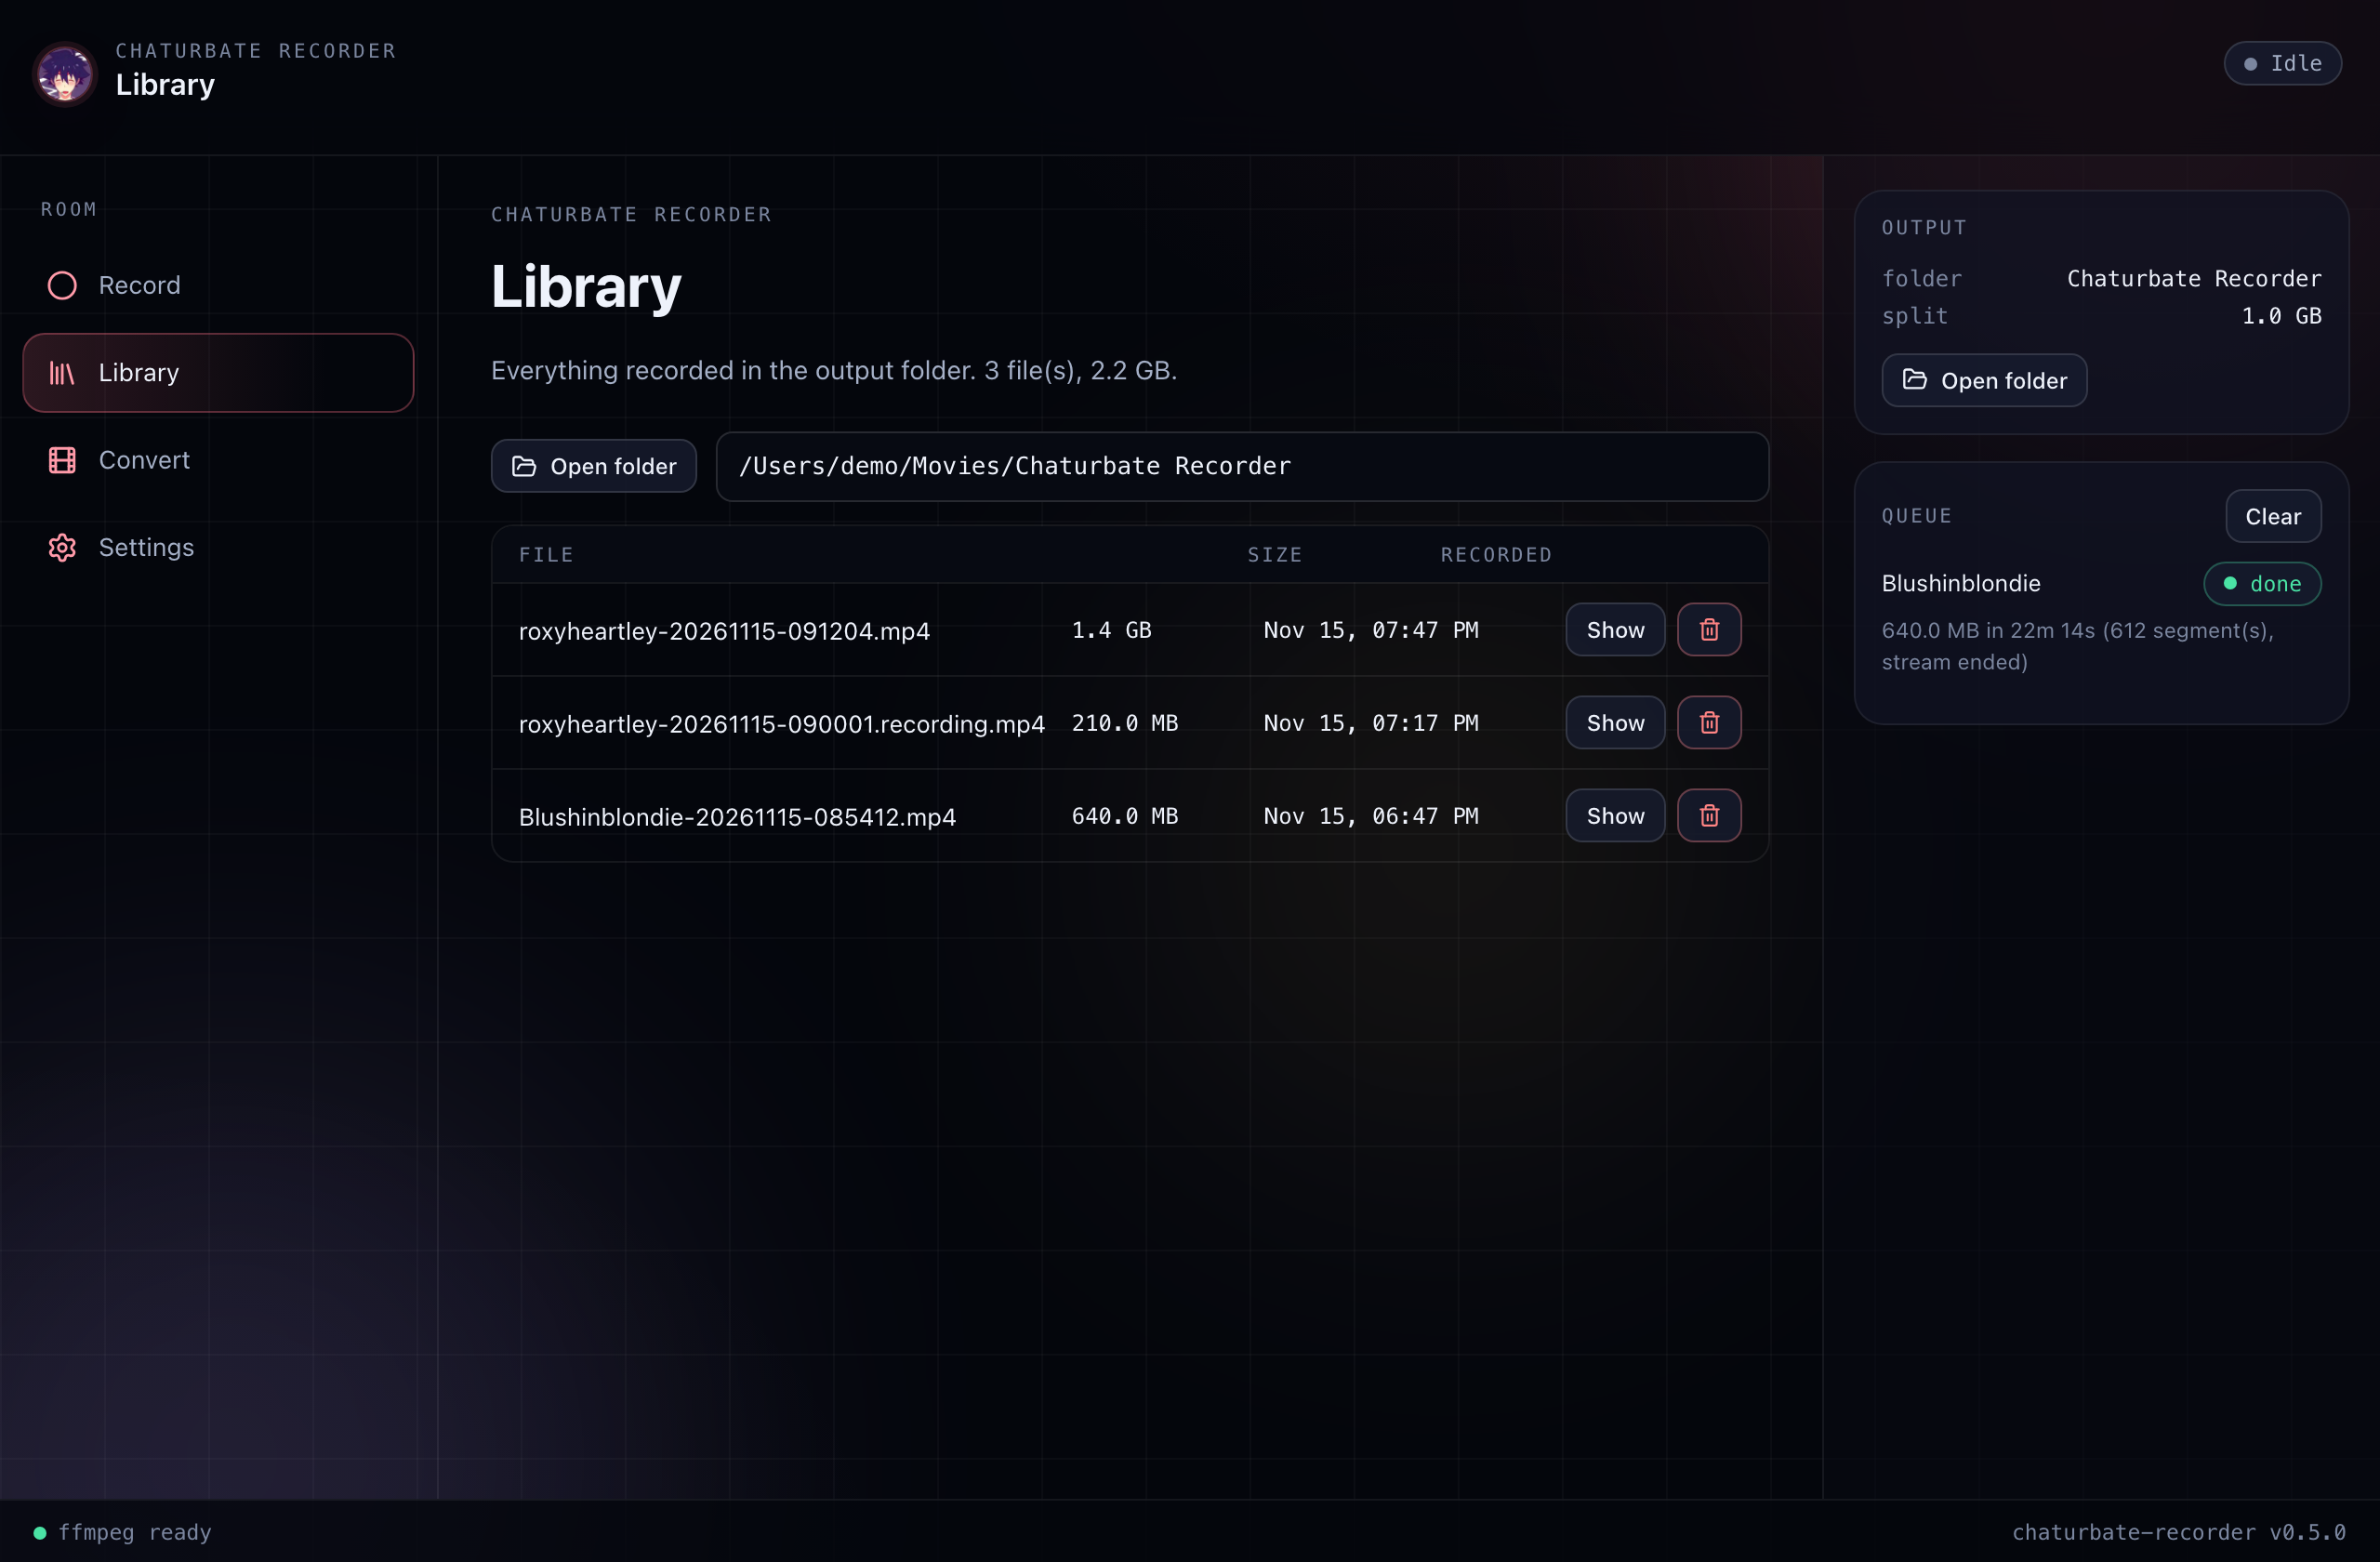 CHATURBATE RECORDER
Library
Idle
ROOM
Record
Library
Convert
Settings
CHATURBATE RECORDER
Library
Everything recorded in the output folder. 3 file(s), 2.2 GB.
Open folder
/Users/demo/Movies/Chaturbate Recorder
FILE SIZE RECORDED
roxyheartley-20261115-091204.mp4 1.4 GB Nov 15, 07:47 PM Show
roxyheartley-20261115-090001.recording.mp4 210.0 MB Nov 15, 07:17 PM Show
Blushinblondie-20261115-085412.mp4 640.0 MB Nov 15, 06:47 PM Show
OUTPUT
folder Chaturbate Recorder
split 1.0 GB
Open folder
QUEUE Clear
Blushinblondie done
640.0 MB in 22m 14s (612 segment(s),
stream ended)
ffmpeg ready
chaturbate-recorder v0.5.0